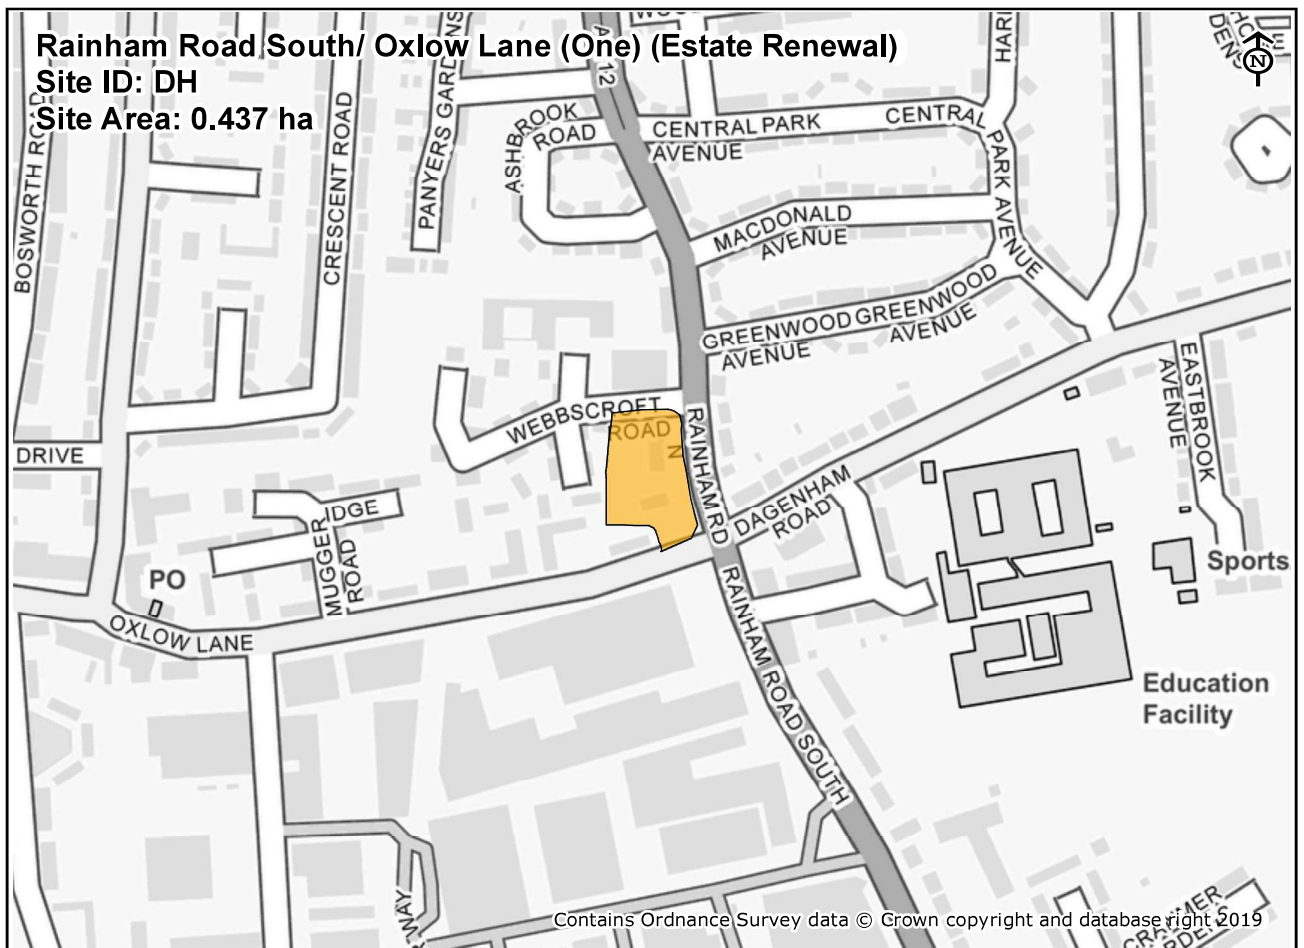 Rainham Road South/ Oxlow Lane (One) (Estate Renewal)
Site ID: DH
Site Area: 0.437 ha
N
BOSWORTH ROAD
CRESCENT ROAD
PANYERS GARDENS
ASHBROOK
ROAD
CENTRAL PARK
AVENUE
CENTRAL PARK AVENUE
MACDONALD
AVENUE
GREENWOOD
AVENUE
GREENWOOD
AVENUE
EASTBROOK
AVENUE
WEBBSCROFT
ROAD
RAINHAM RD
N
DAGENHAM
ROAD
DRIVE
MUGGERIDGE
ROAD
PO
OXLOW LANE
RAINHAM ROAD SOUTH
Sports
Education
Facility
WAY
Contains Ordnance Survey data © Crown copyright and database right 2019